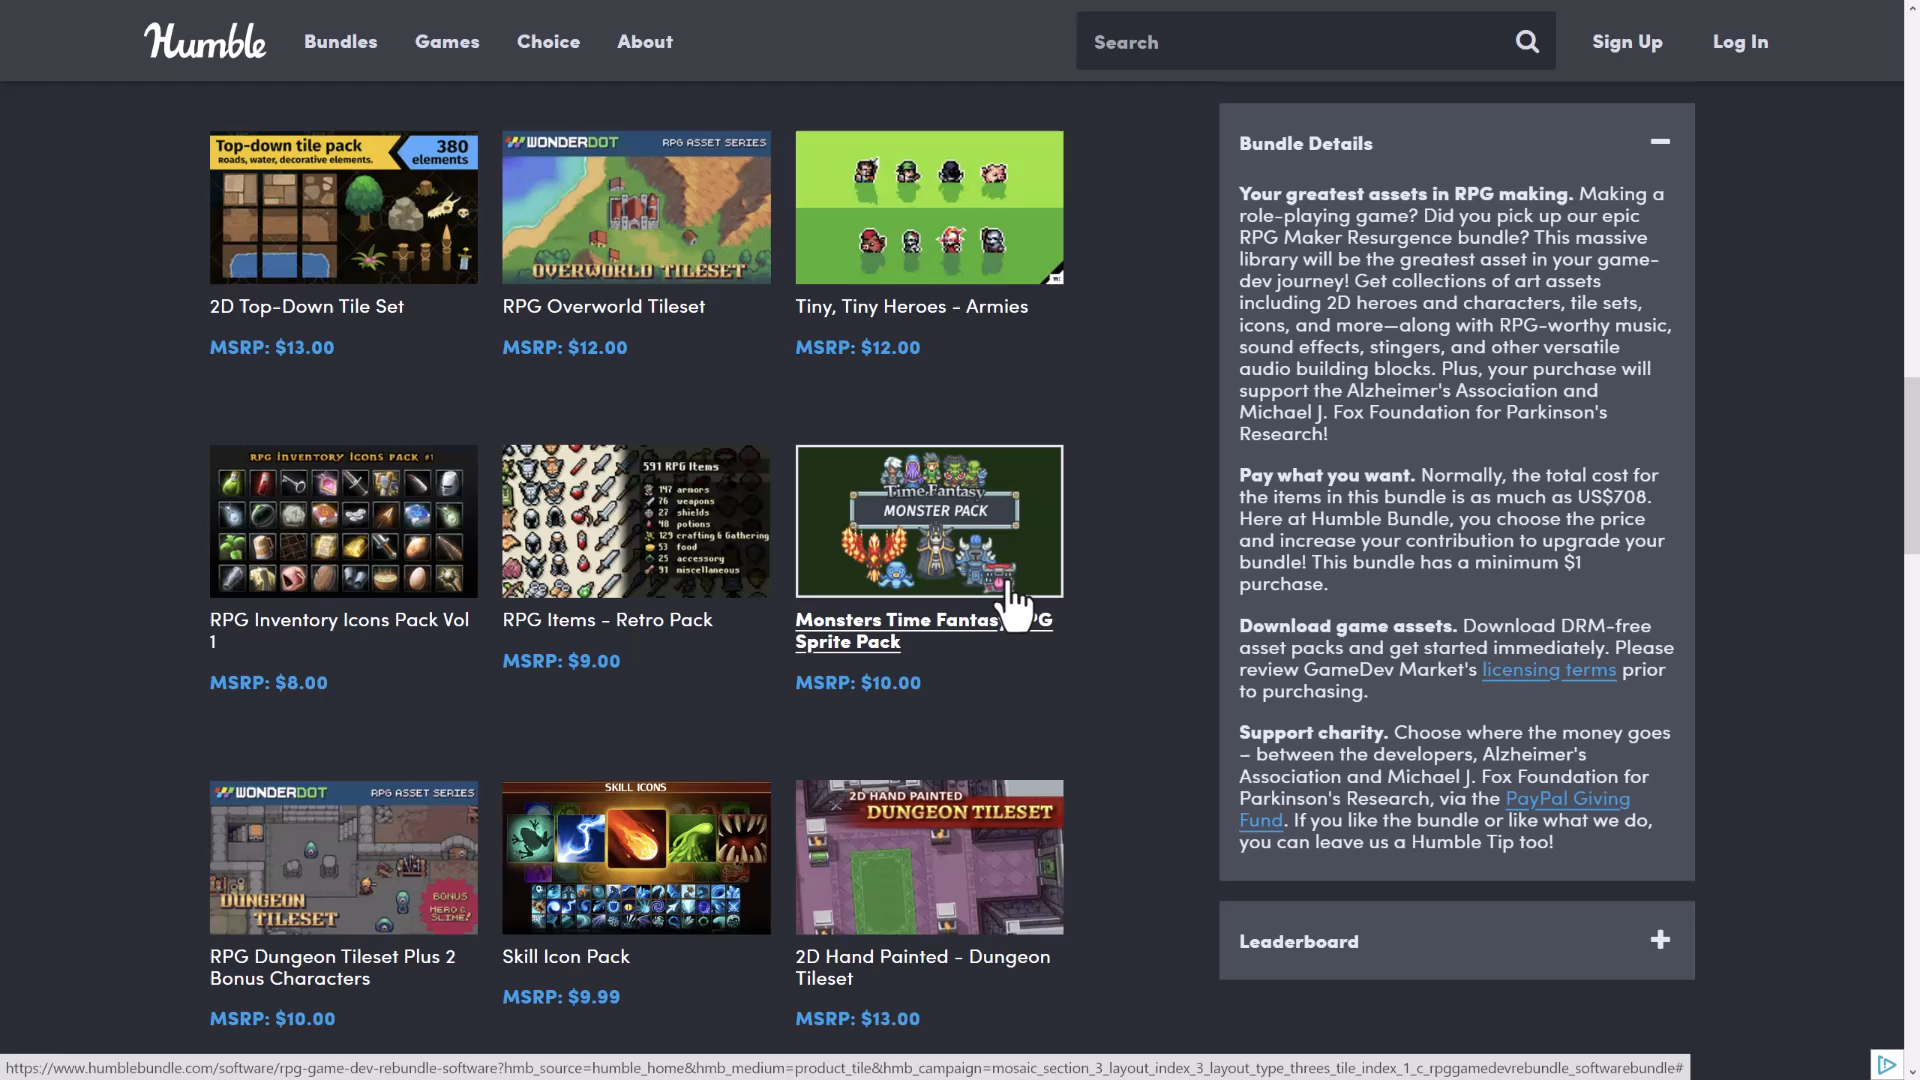 Humble
Bundles
Games
Choice
About
Search
Sign Up
Log In
Top-down tile pack
Roads, water, decorative elements.
380
elements
2D Top-Down Tile Set
MSRP: $13.00
WONDERDOT
RPG ASSET SERIES
OVERWORLD TILESET
RPG Overworld Tileset
MSRP: $12.00
Tiny, Tiny Heroes - Armies
MSRP: $12.00
RPG INVENTORY ICONS PACK #1
RPG Inventory Icons Pack Vol
1
MSRP: $8.00
591 RPG Items
147 armors
76 weapons
27 shields
48 potions
129 crafting & Gathering
53 food
25 accessory
91 miscellaneous
RPG Items - Retro Pack
MSRP: $9.00
Time Fantasy
MONSTER PACK
Monsters Time Fantasy RPG
Sprite Pack
MSRP: $10.00
WONDERDOT
RPG ASSET SERIES
DUNGEON
TILESET
BONUS
HERO &
SLIME!
RPG Dungeon Tileset Plus 2
Bonus Characters
MSRP: $10.00
SKILL ICONS
Skill Icon Pack
MSRP: $9.99
2D HAND PAINTED
DUNGEON TILESET
2D Hand Painted - Dungeon
Tileset
MSRP: $13.00
Bundle Details
Your greatest assets in RPG making. Making a
role-playing game? Did you pick up our epic
RPG Maker Resurgence bundle? This massive
library will be the greatest asset in your game-
dev journey! Get collections of art assets
including 2D heroes and characters, tile sets,
icons, and more—along with RPG-worthy music,
sound effects, stingers, and other versatile
audio building blocks. Plus, your purchase will
support the Alzheimer's Association and
Michael J. Fox Foundation for Parkinson's
Research!
Pay what you want. Normally, the total cost for
the items in this bundle is as much as US$708.
Here at Humble Bundle, you choose the price
and increase your contribution to upgrade your
bundle! This bundle has a minimum $1
purchase.
Download game assets. Download DRM-free
asset packs and get started immediately. Please
review GameDev Market's licensing terms prior
to purchasing.
Support charity. Choose where the money goes
– between the developers, Alzheimer's
Association and Michael J. Fox Foundation for
Parkinson's Research, via the PayPal Giving
Fund. If you like the bundle or like what we do,
you can leave us a Humble Tip too!
Leaderboard
https://www.humblebundle.com/software/rpg-game-dev-rebundle-software?hmb_source=humble_home&hmb_medium=product_tile&hmb_campaign=mosaic_section_3_layout_index_3_layout_type_threes_tile_index_1_c_rpggamedevrebundle_softwarebundle#